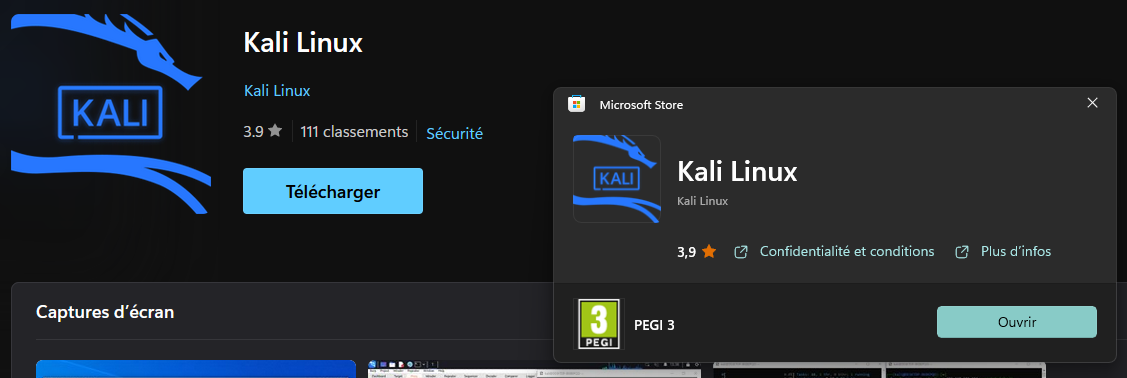 KALI
Kali Linux
Kali Linux
3.9
111 classements
Sécurité
Télécharger
Captures d’écran
Microsoft Store
KALI
Kali Linux
Kali Linux
3,9
Confidentialité et conditions
Plus d’infos
3
PEGI
PEGI 3
Ouvrir